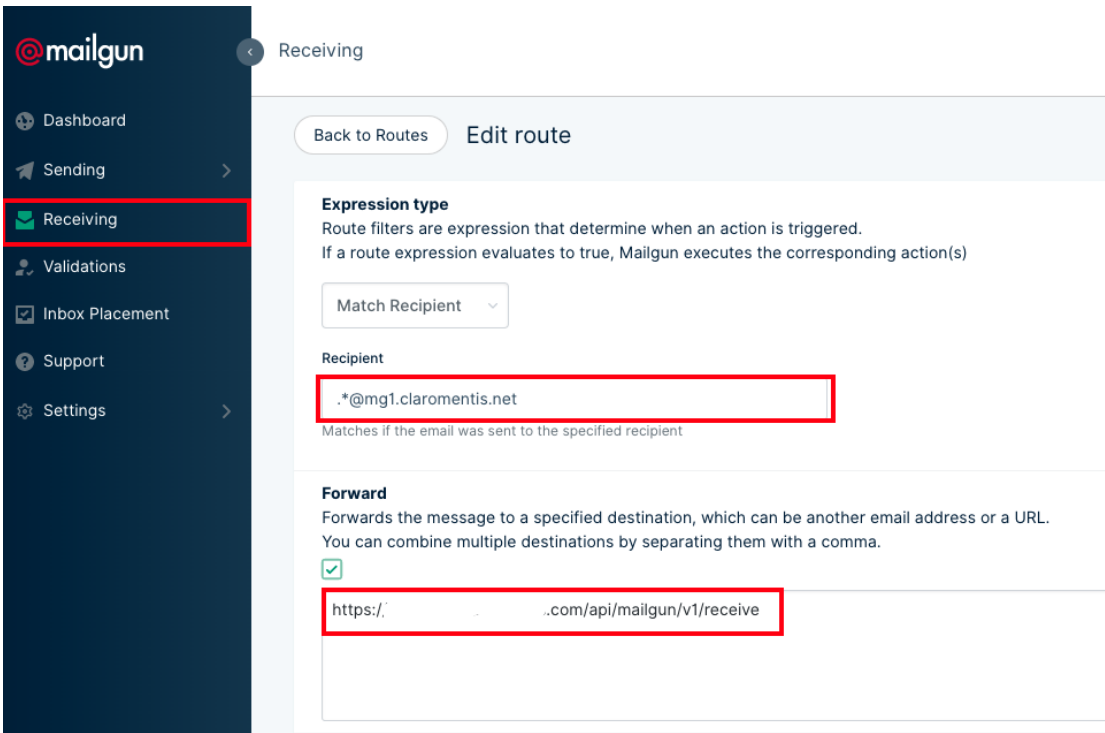 @mailgun
Receiving
Dashboard
Back to Routes
Edit route
Sending
Expression type
Receiving
Route filters are expression that determine when an action is triggered.
If a route expression evaluates to true, Mailgun executes the corresponding action(s)
Validations
Match Recipient
Inbox Placement
Support
Recipient
.*@mg1.claromentis.net
Settings
Matches if the email was sent to the specified recipient
Forward
Forwards the message to a specified destination, which can be another email address or a URL.
You can combine multiple destinations by separating them with a comma.
https:/ .com/api/mailgun/v1/receive